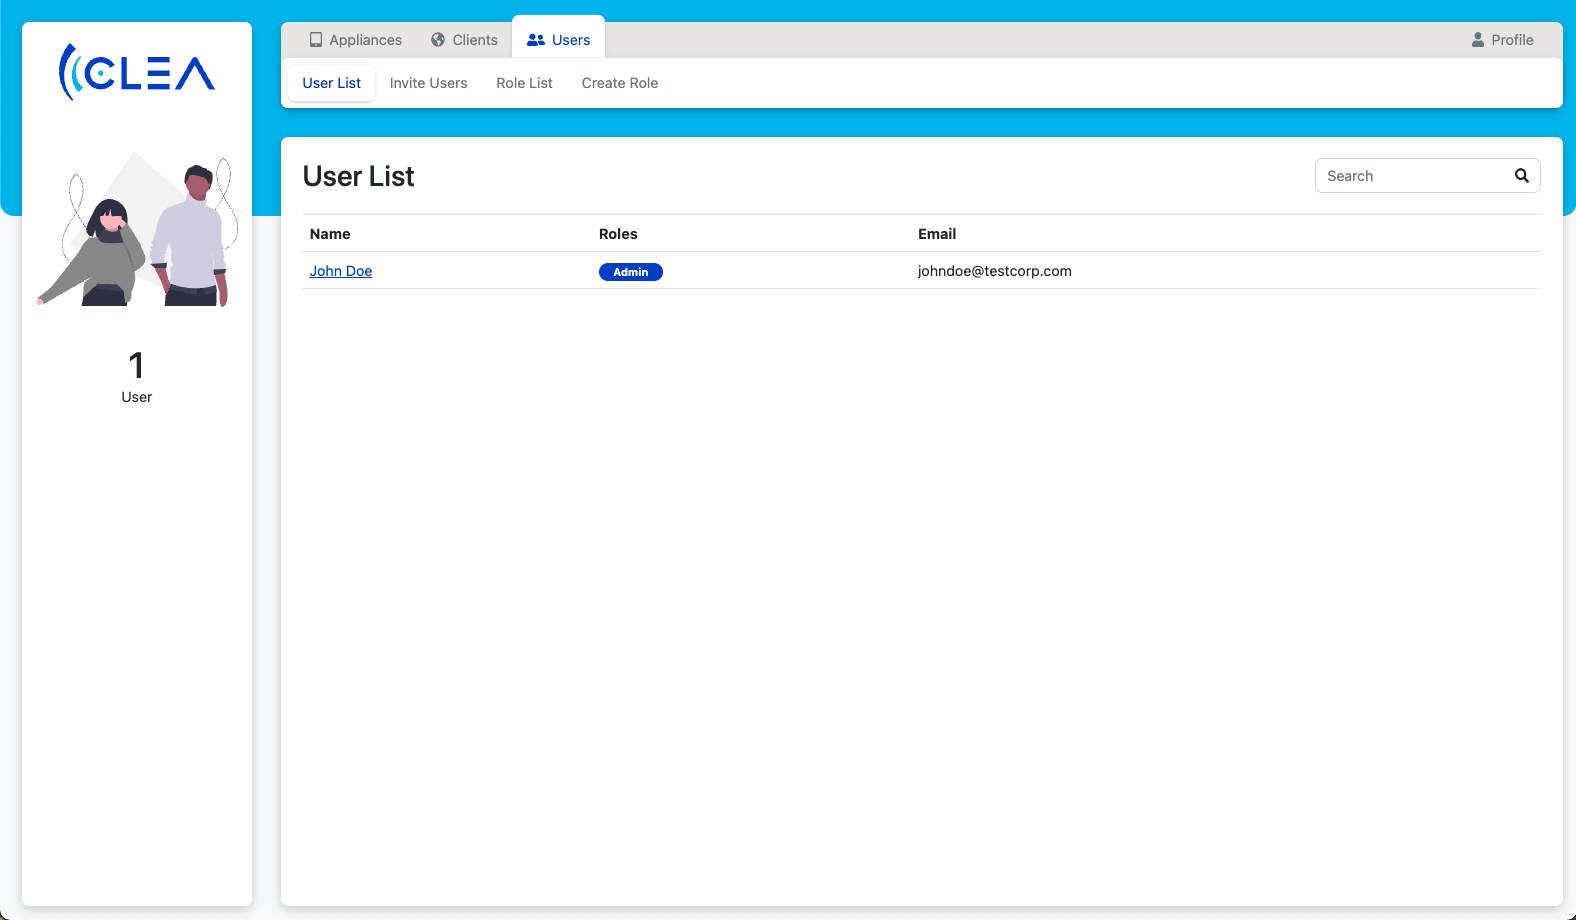 CLEA
Appliances Clients Users Profile
User List Invite Users Role List Create Role
User List
Search
Name Roles Email
John Doe Admin johndoe@testcorp.com
1
User